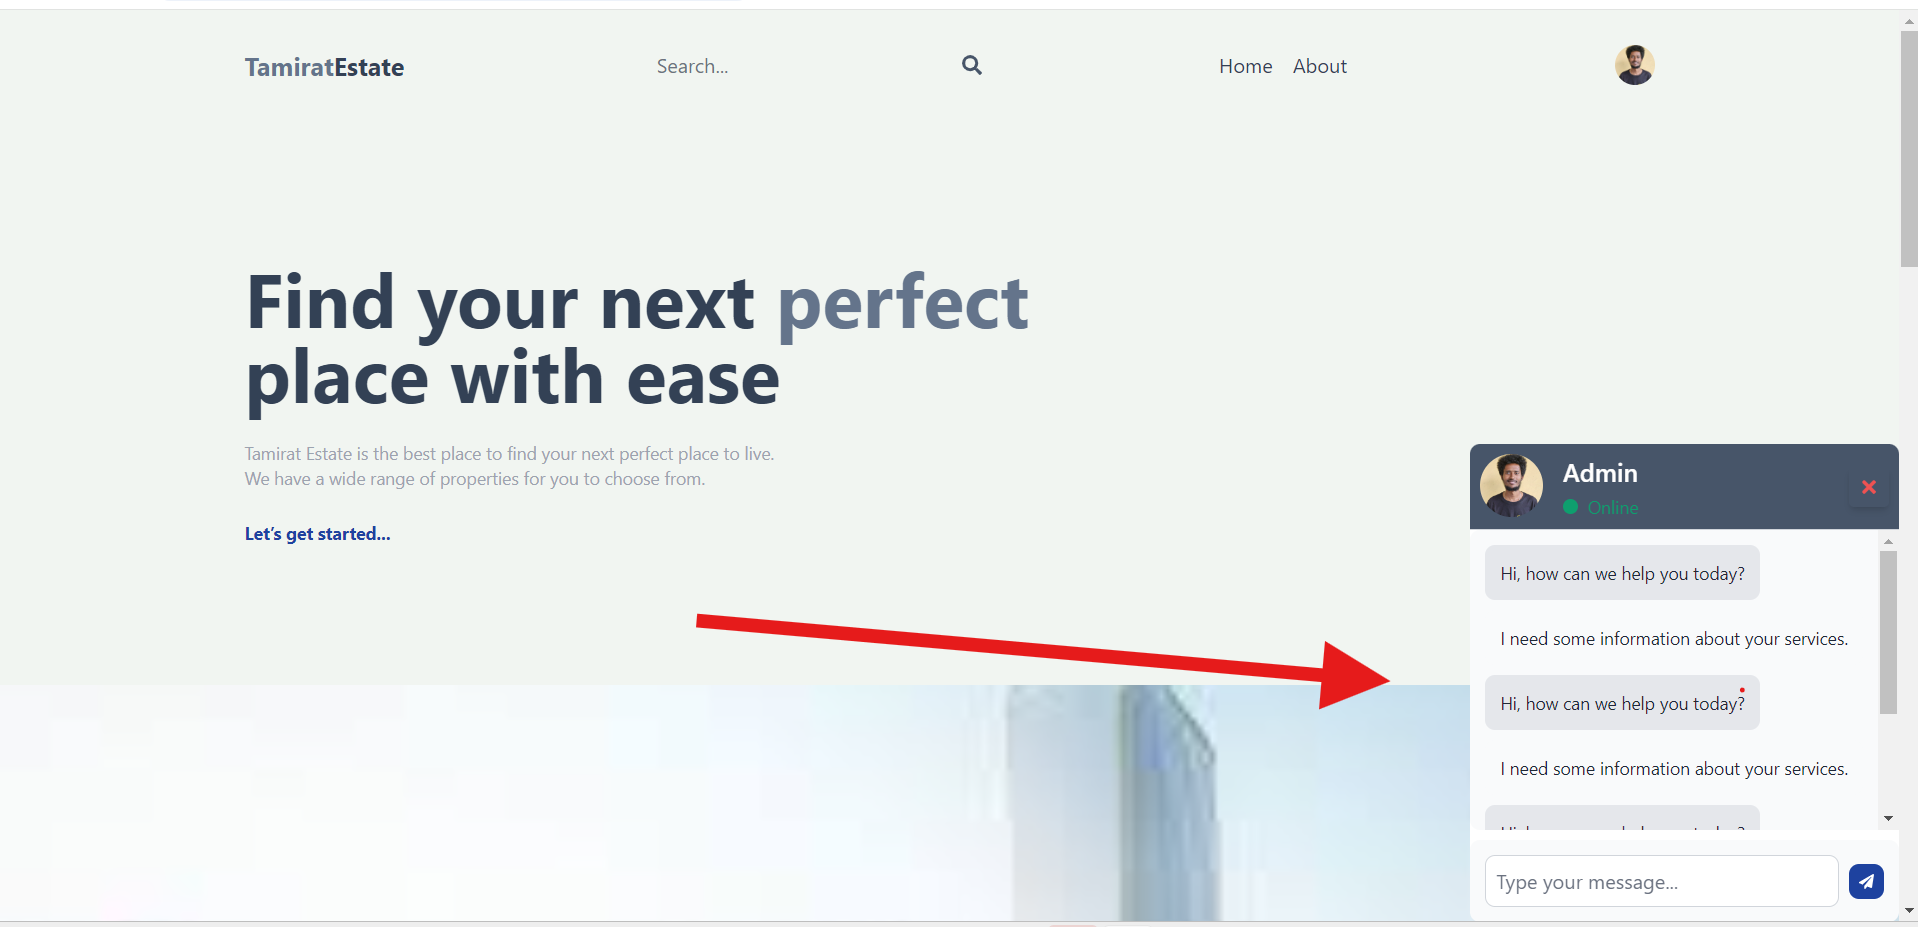 TamiratEstate
Search...
Home About
Find your next perfect
place with ease
Tamirat Estate is the best place to find your next perfect place to live.
We have a wide range of properties for you to choose from.
Let's get started...
Admin
Online
Hi, how can we help you today?
I need some information about your services.
Hi, how can we help you today?
I need some information about your services.
Type your message...